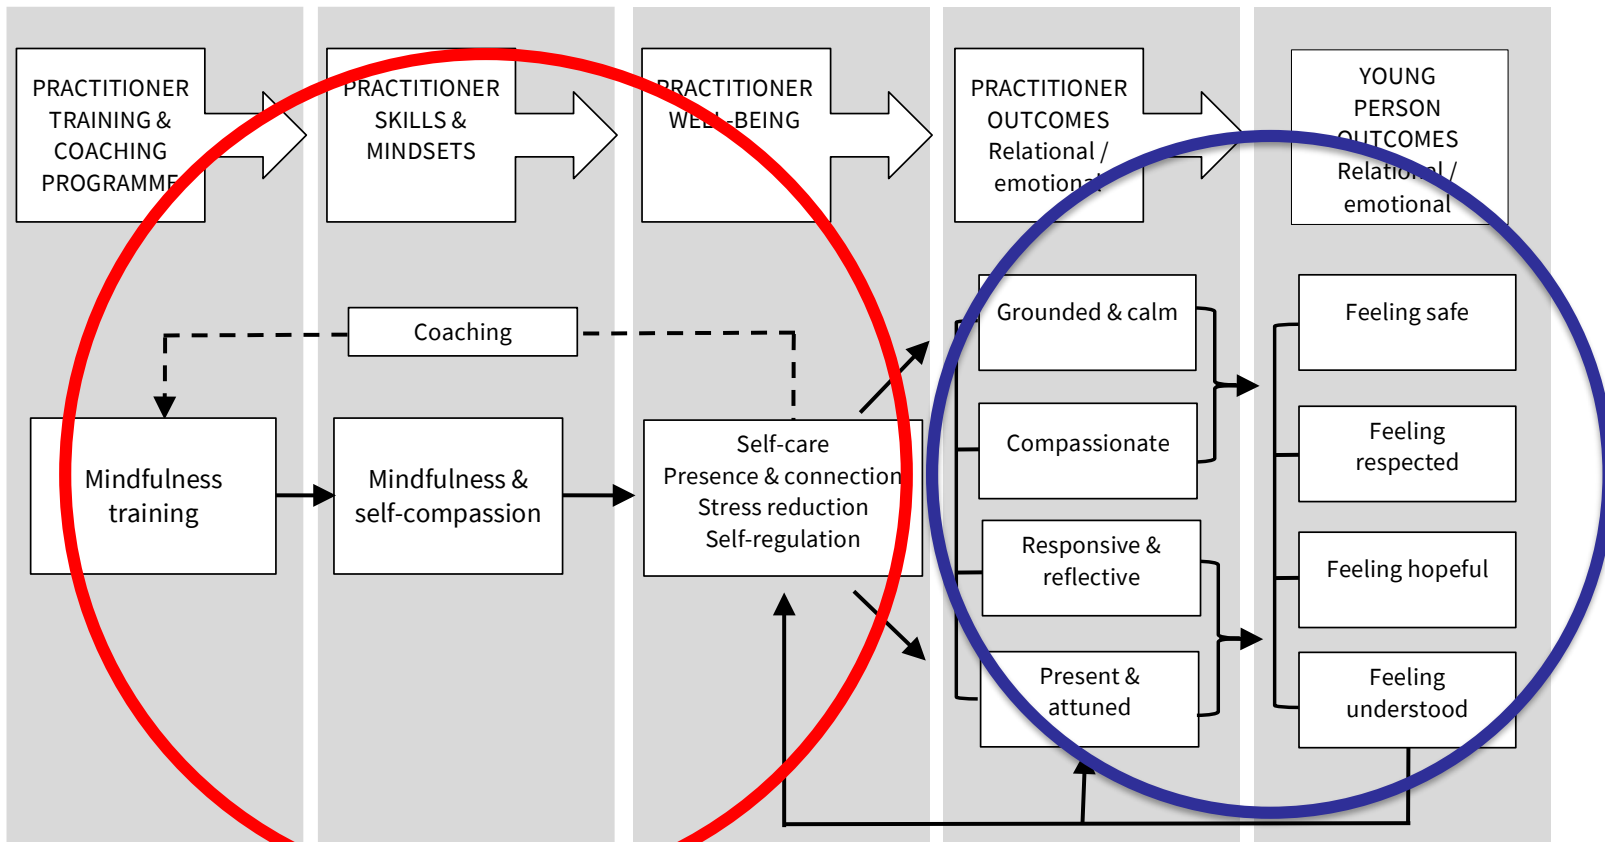 PRACTITIONER
TRAINING &
COACHING
PROGRAMME
PRACTITIONER
SKILLS &
MINDSETS
PRACTITIONER
WELL-BEING
PRACTITIONER
OUTCOMES
Relational /
emotional
YOUNG
PERSON
OUTCOMES
Relational /
emotional
Coaching
Mindfulness
training
Mindfulness &
self-compassion
Self-care
Presence & connection
Stress reduction
Self-regulation
Grounded & calm
Compassionate
Responsive &
reflective
Present &
attuned
Feeling safe
Feeling
respected
Feeling hopeful
Feeling
understood